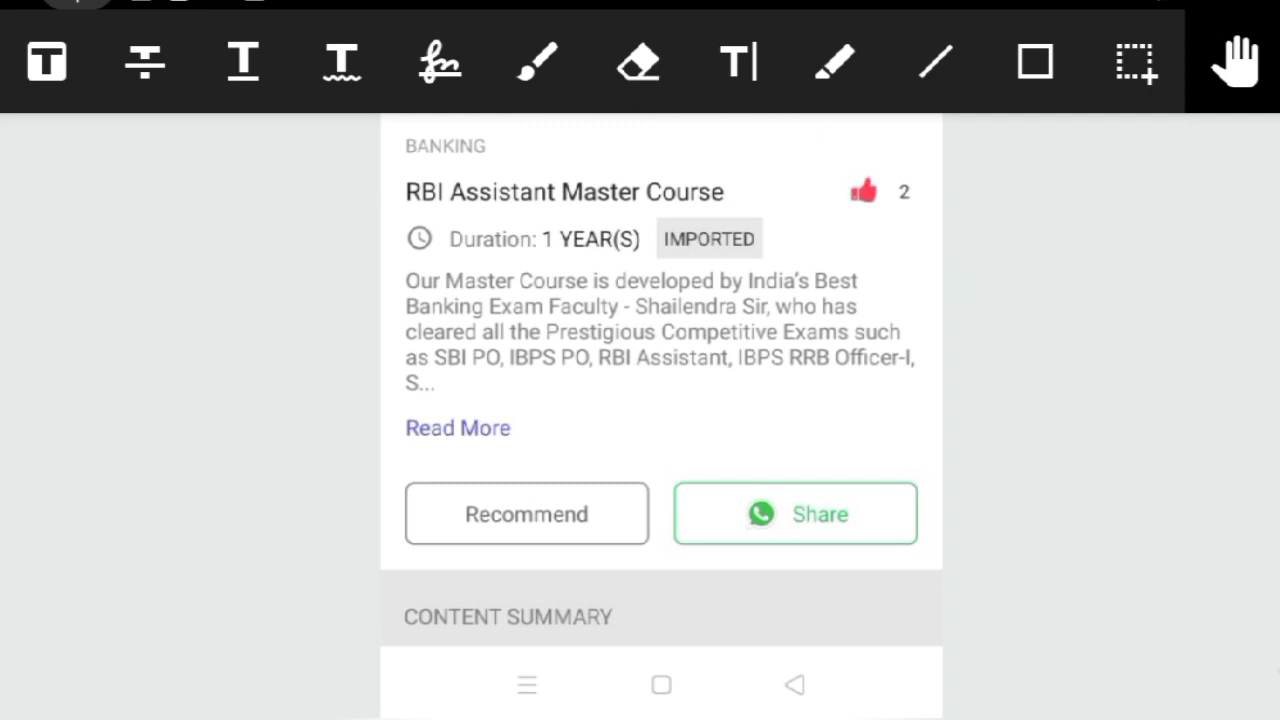 BANKING
RBI Assistant Master Course 2
Duration: 1 YEAR(S) IMPORTED
Our Master Course is developed by India's Best
Banking Exam Faculty - Shailendra Sir, who has
cleared all the Prestigious Competitive Exams such
as SBI PO, IBPS PO, RBI Assistant, IBPS RRB Officer-I,
S...
Read More
Recommend Share
CONTENT SUMMARY